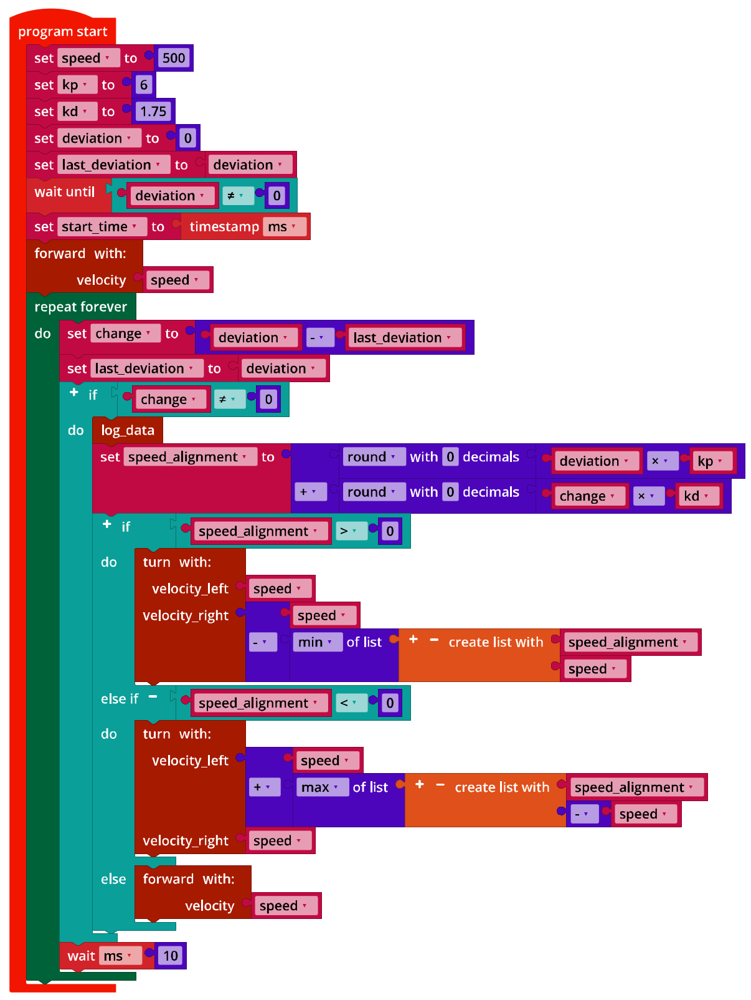 program start
set speed to 500
set kp to 6
set kd to 1.75
set deviation to 0
set last_deviation to deviation
wait until deviation ≠ 0
set start_time to timestamp ms
forward with:
velocity speed
repeat forever
do set change to deviation - last_deviation
set last_deviation to deviation
+ if change ≠ 0
do log_data
set speed_alignment to round with 0 decimals deviation × kp
+ round with 0 decimals change × kd
+ if speed_alignment > 0
do turn with:
velocity_left speed
velocity_right speed
- min of list + − create list with speed_alignment
speed
else if − speed_alignment < 0
do turn with:
velocity_left speed
+ max of list + − create list with speed_alignment
- speed
velocity_right speed
else forward with:
velocity speed
wait ms 10